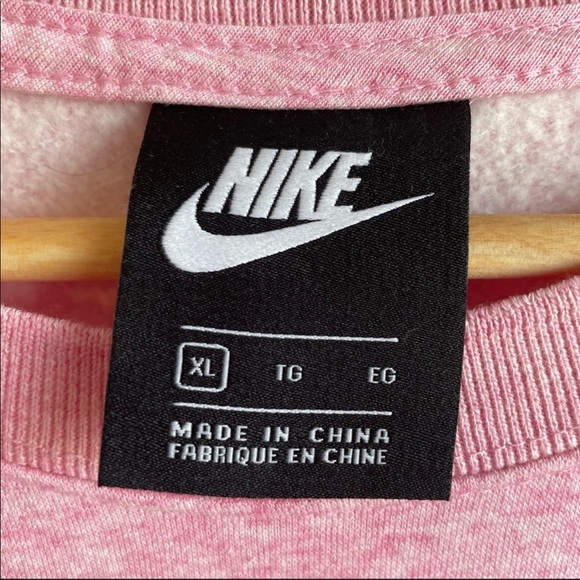 NIKE
XL TG EG
MADE IN CHINA
FABRIQUE EN CHINE